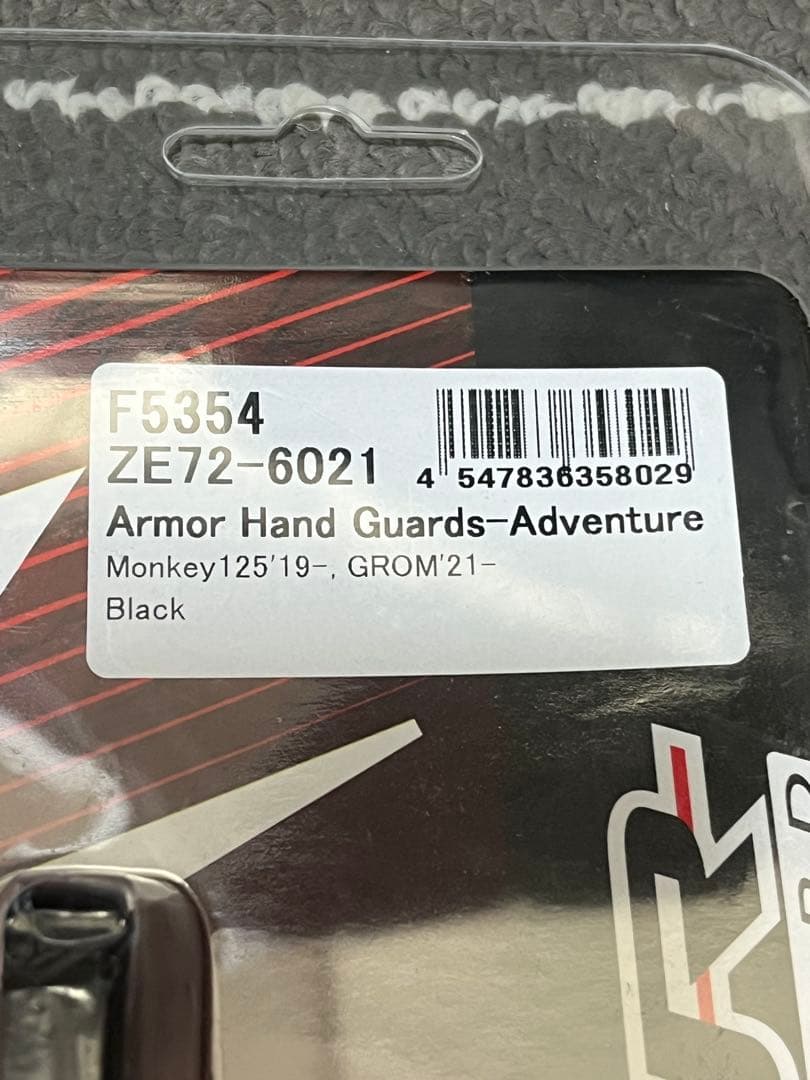 F5354
ZE72-6021
4 547836358029
Armor Hand Guards-Adventure
Monkey125'19-, GROM'21-
Black